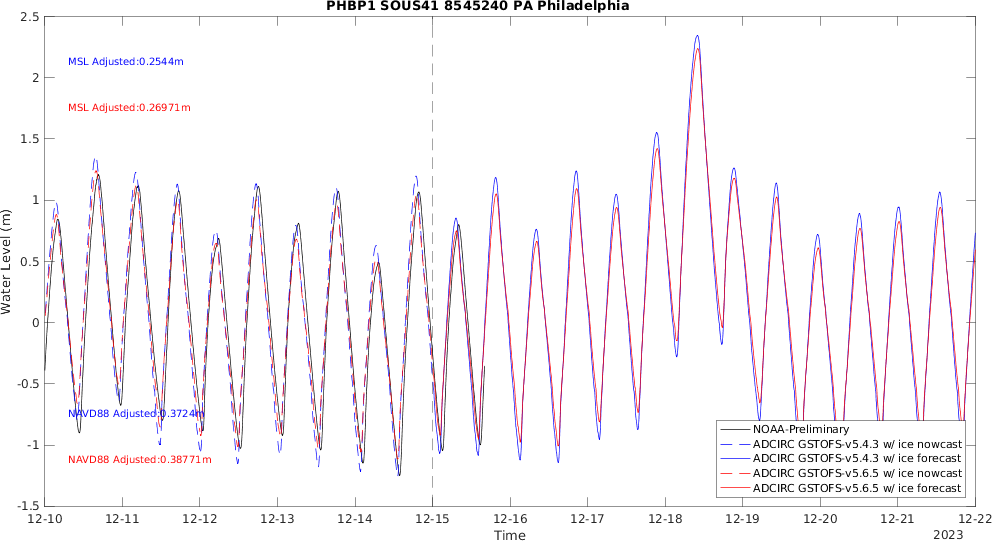 PHBP1 SOUS41 8545240 PA Philadelphia
2.5
2
1.5
1
0.5
0
-0.5
-1
-1.5
Water Level (m)
MSL Adjusted:0.2544m
MSL Adjusted:0.26971m
NAVD88 Adjusted:0.3724m
NAVD88 Adjusted:0.38771m
NOAA-Preliminary
ADCIRC GSTOFS-v5.4.3 w/ ice nowcast
ADCIRC GSTOFS-v5.4.3 w/ ice forecast
ADCIRC GSTOFS-v5.6.5 w/ ice nowcast
ADCIRC GSTOFS-v5.6.5 w/ ice forecast
12-10 12-11 12-12 12-13 12-14 12-15 12-16 12-17 12-18 12-19 12-20 12-21 12-22
Time
2023